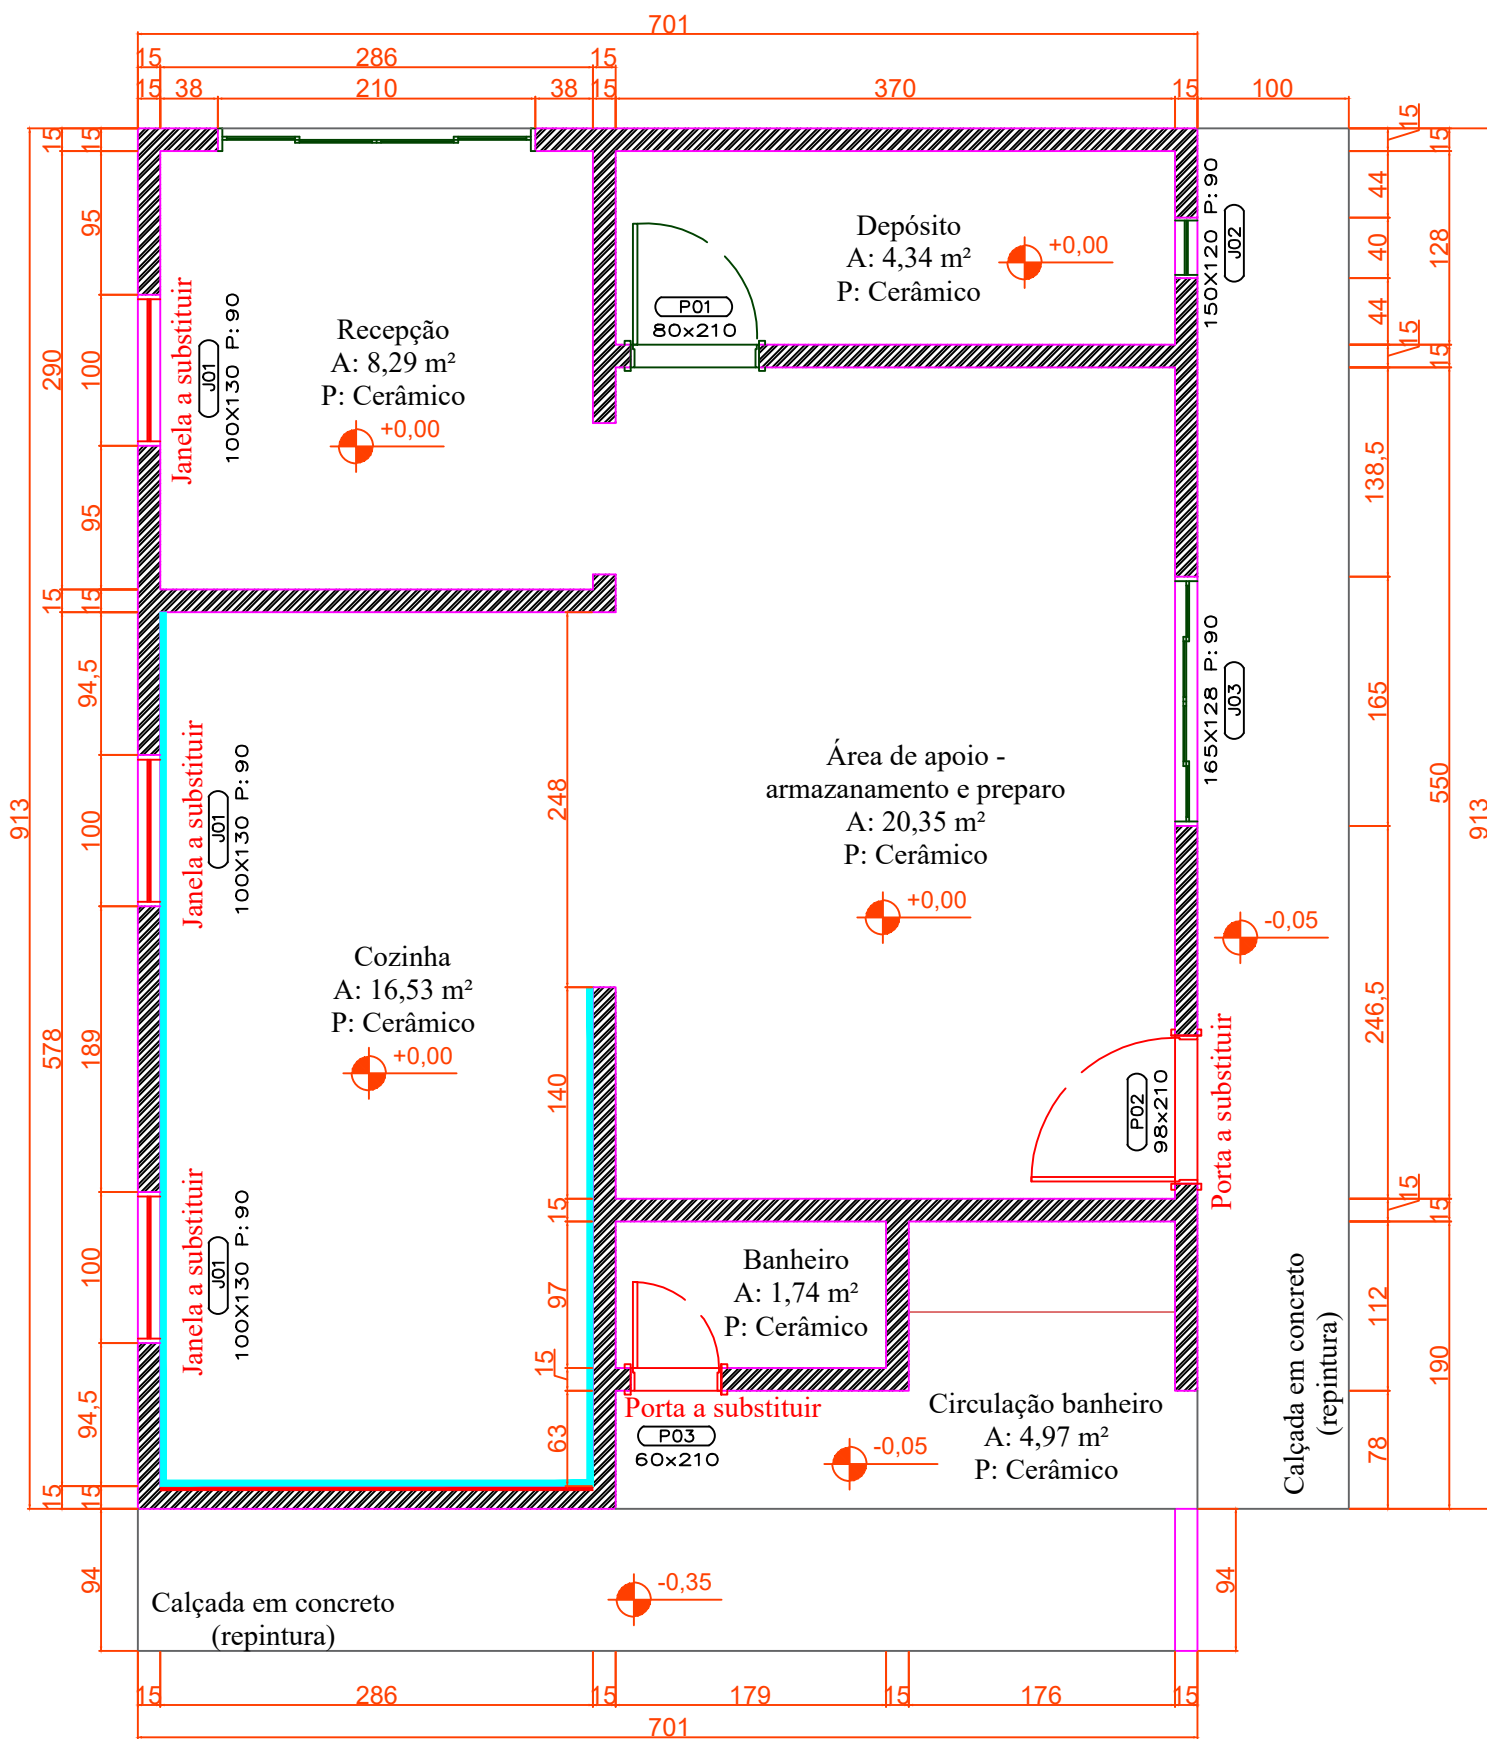 701
15
286
15
15
38
210
38
15
370
15
100
15
15
15
15
95
290
100
95
15
15
94,5
100
913
578
189
100
94,5
15
15
94
Janela a substituir
J01
100X130 P:90
Recepção
A: 8,29 m²
P: Cerâmico
+0,00
P01
80x210
Depósito
A: 4,34 m²
P: Cerâmico
+0,00
150X120 P:90
J02
44
40
128
44
15
15
138,5
165X128 P:90
J03
165
550
913
246,5
Janela a substituir
J01
100X130 P:90
248
Área de apoio -
armazanamento e preparo
A: 20,35 m²
P: Cerâmico
+0,00
-0,05
Cozinha
A: 16,53 m²
P: Cerâmico
+0,00
140
P02
98x210
Porta a substituir
15
15
15
Janela a substituir
J01
100X130 P:90
97
15
63
Banheiro
A: 1,74 m²
P: Cerâmico
Porta a substituir
P03
60x210
Circulação banheiro
A: 4,97 m²
P: Cerâmico
-0,05
Calçada em concreto
(repintura)
112
190
78
94
Calçada em concreto
(repintura)
-0,35
15
286
15
179
15
176
15
701